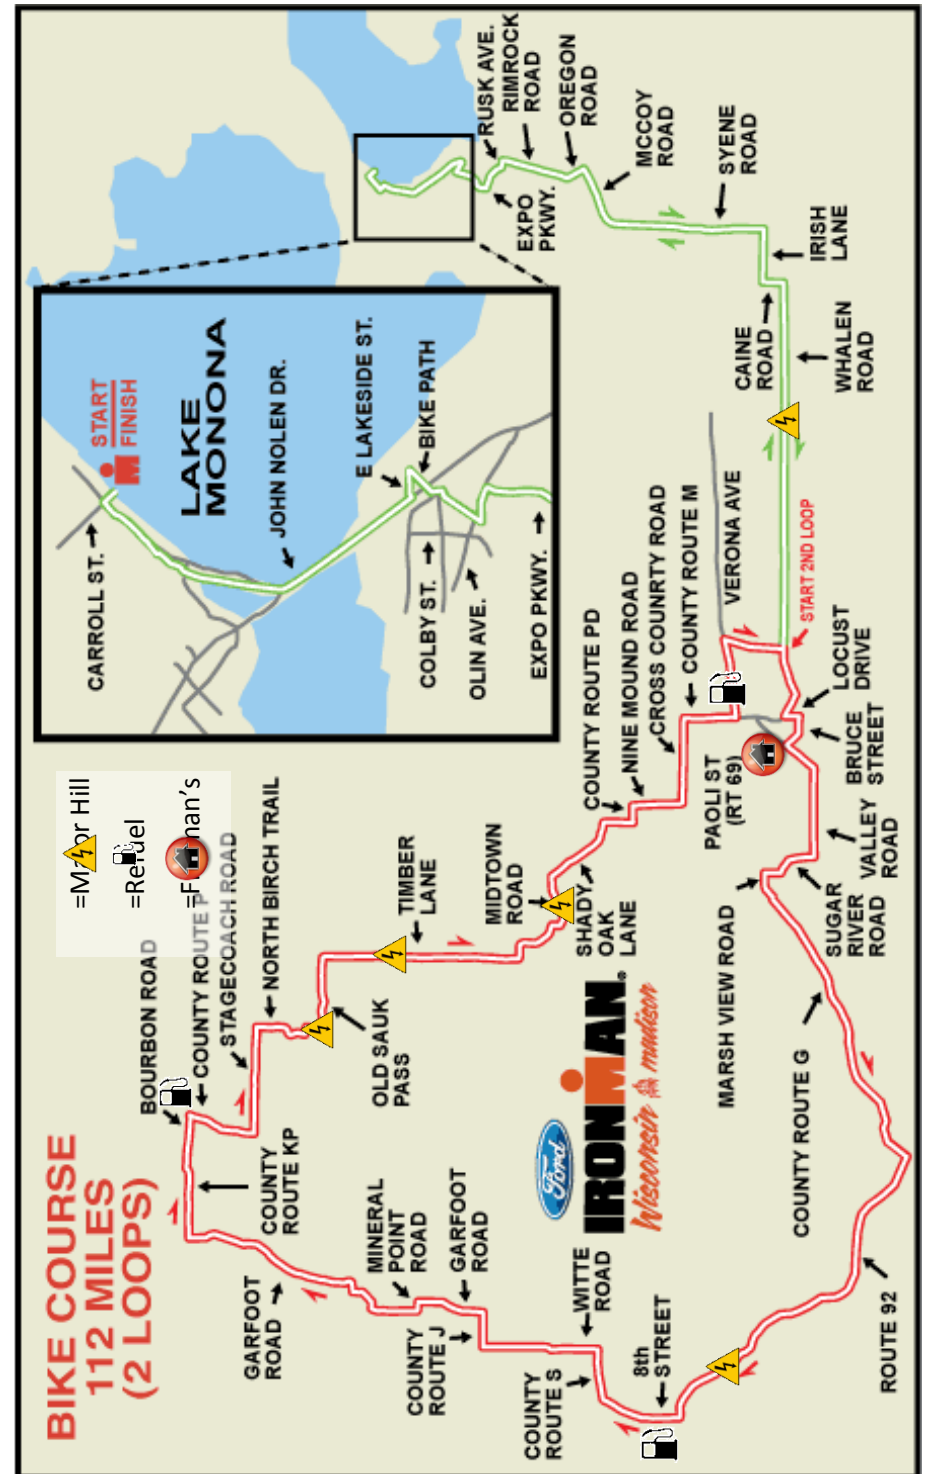 BIKE COURSE
112 MILES
(2 LOOPS)
BOURBON ROAD
COUNTY ROUTE P
STAGECOACH ROAD
NORTH BIRCH TRAIL
COUNTY
ROUTE KP
GARFOOT
ROAD
MINERAL
POINT
ROAD
GARFOOT
ROAD
COUNTY
ROUTE J
WITTE
ROAD
COUNTY
ROUTE S
8th
STREET
ROUTE 92
COUNTY ROUTE G
MARSH VIEW ROAD
SUGAR
RIVER
ROAD
VALLEY
ROAD
BRUCE
STREET
LOCUST
DRIVE
PAOLI ST
(RT 69)
START 2ND LOOP
VERONA AVE
COUNTY ROUTE M
CROSS COUNRTY ROAD
NINE MOUND ROAD
COUNTY ROUTE PD
SHADY
OAK
LANE
MIDTOWN
ROAD
TIMBER
LANE
OLD SAUK
PASS
=Major Hill
=Refuel
Ford
IRONMAN
Wisconsin madison
CARROLL ST.
START
FINISH
LAKE
MONONA
JOHN NOLEN DR.
E LAKESIDE ST.
BIKE PATH
COLBY ST.
OLIN AVE.
EXPO PKWY.
RUSK AVE.
RIMROCK
ROAD
OREGON
ROAD
EXPO
PKWY.
MCCOY
ROAD
SYENE
ROAD
IRISH
LANE
CAINE
ROAD
WHALEN
ROAD